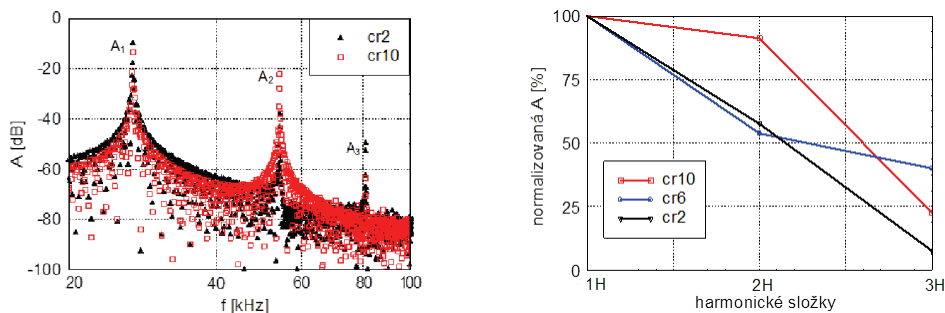 0
-20
-40
-60
-80
-100
A [dB]
A₁
A₂
A₃
cr2
cr10
20
40
60
80
100
f [kHz]
100
75
50
25
0
normalizovaná A [%]
cr10
cr6
cr2
1H
2H
3H
harmonické složky